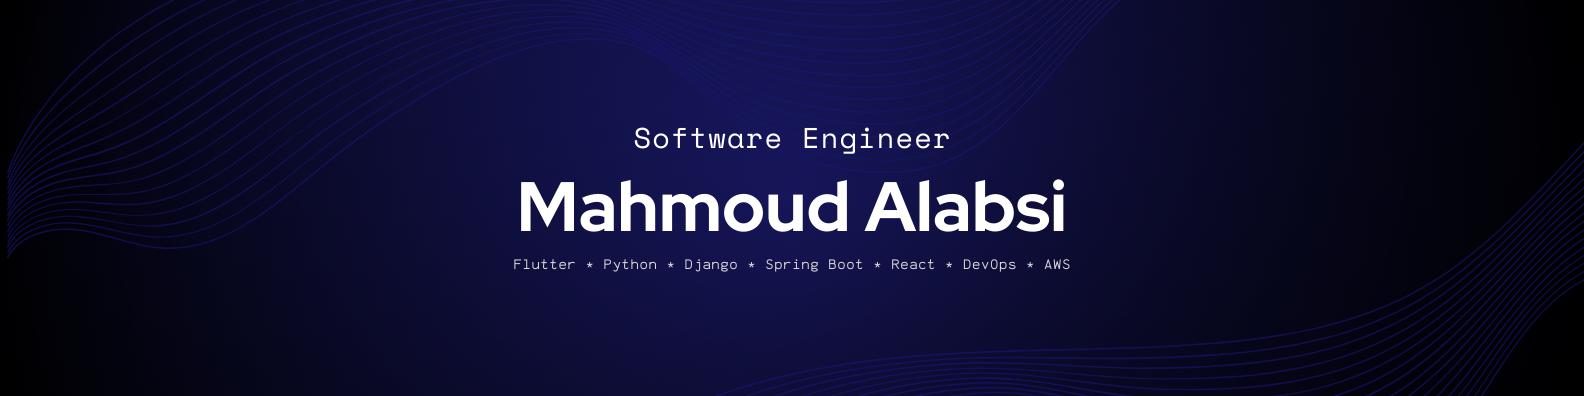 Software Engineer
Mahmoud Alabsi
Flutter * Python * Django * Spring Boot * React * DevOps * AWS